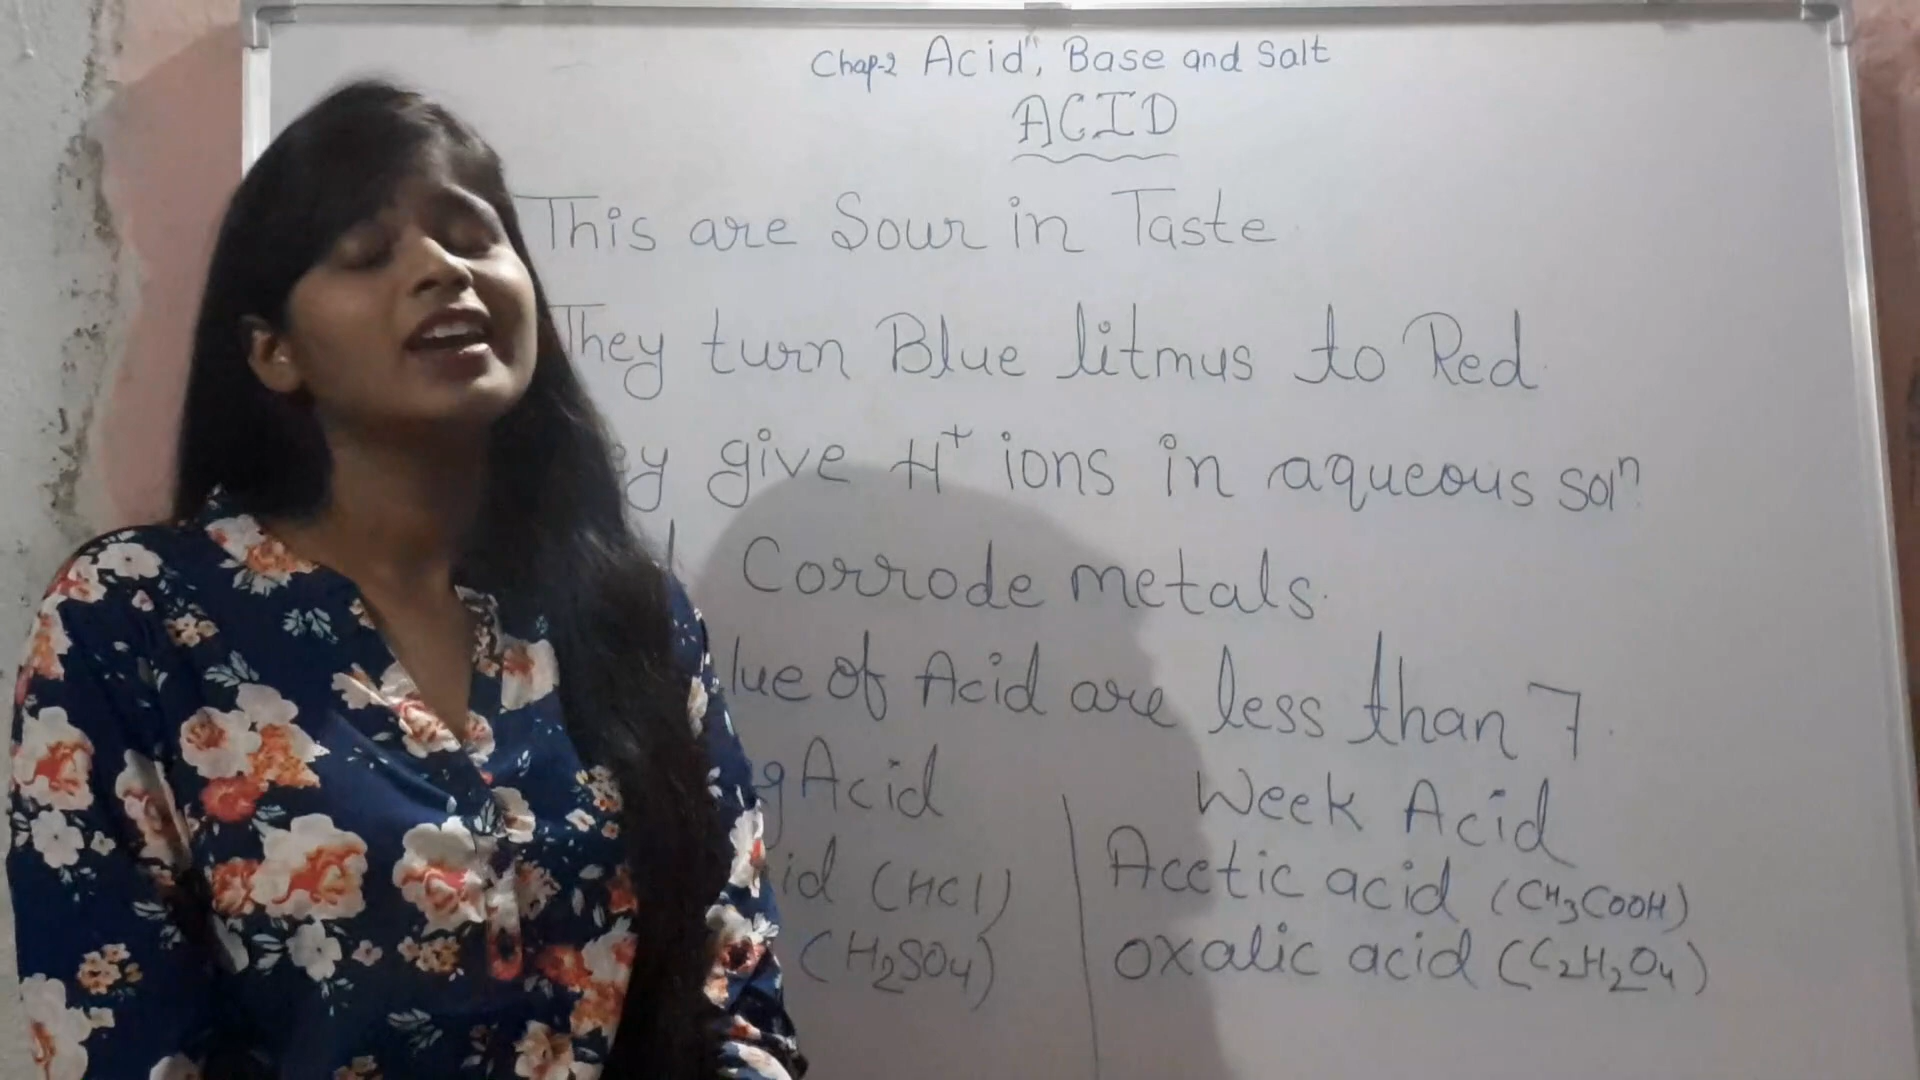 Chap-2 Acid", Base and Salt
ACID
This are Sour in Taste
They turn Blue litmus to Red.
give H⁺ ions in aqueous solⁿ.
Corrode metals.
of Acid are less than 7.
Acid
Week Acid
(HCl)
Acetic acid (CH₃COOH)
(H₂SO₄)
oxalic acid (C₂H₂O₄)